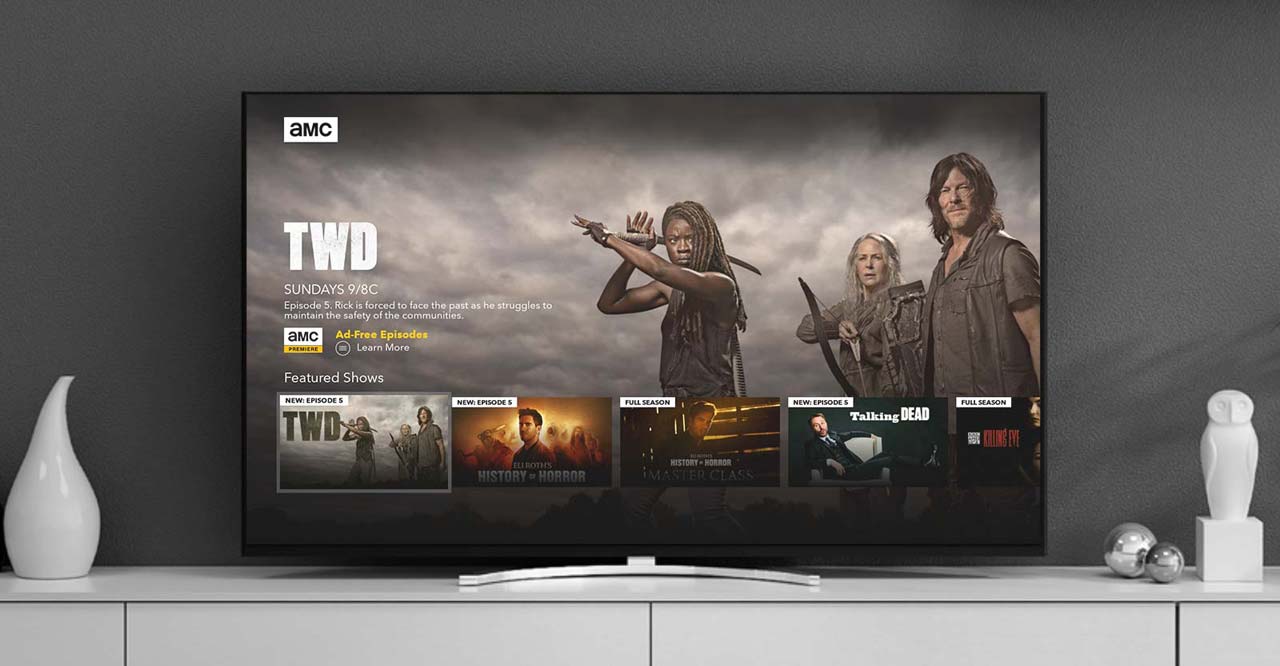 aMC
TWD
SUNDAYS 9/8C
Episode 5. Rick is forced to face the past as he struggles to
maintain the safety of the communities.
aMC
PREMIERE
Ad-Free Episodes
Learn More
Featured Shows
NEW: EPISODE 5
TWD
NEW: EPISODE 5
ELI ROTH'S
HISTORY OF HORROR
FULL SEASON
ELI ROTH'S
HISTORY OF HORROR
MASTER CLASS
NEW: EPISODE 5
Talking DEAD
FULL SEASON
BBC
AMERICA
KILLING EVE